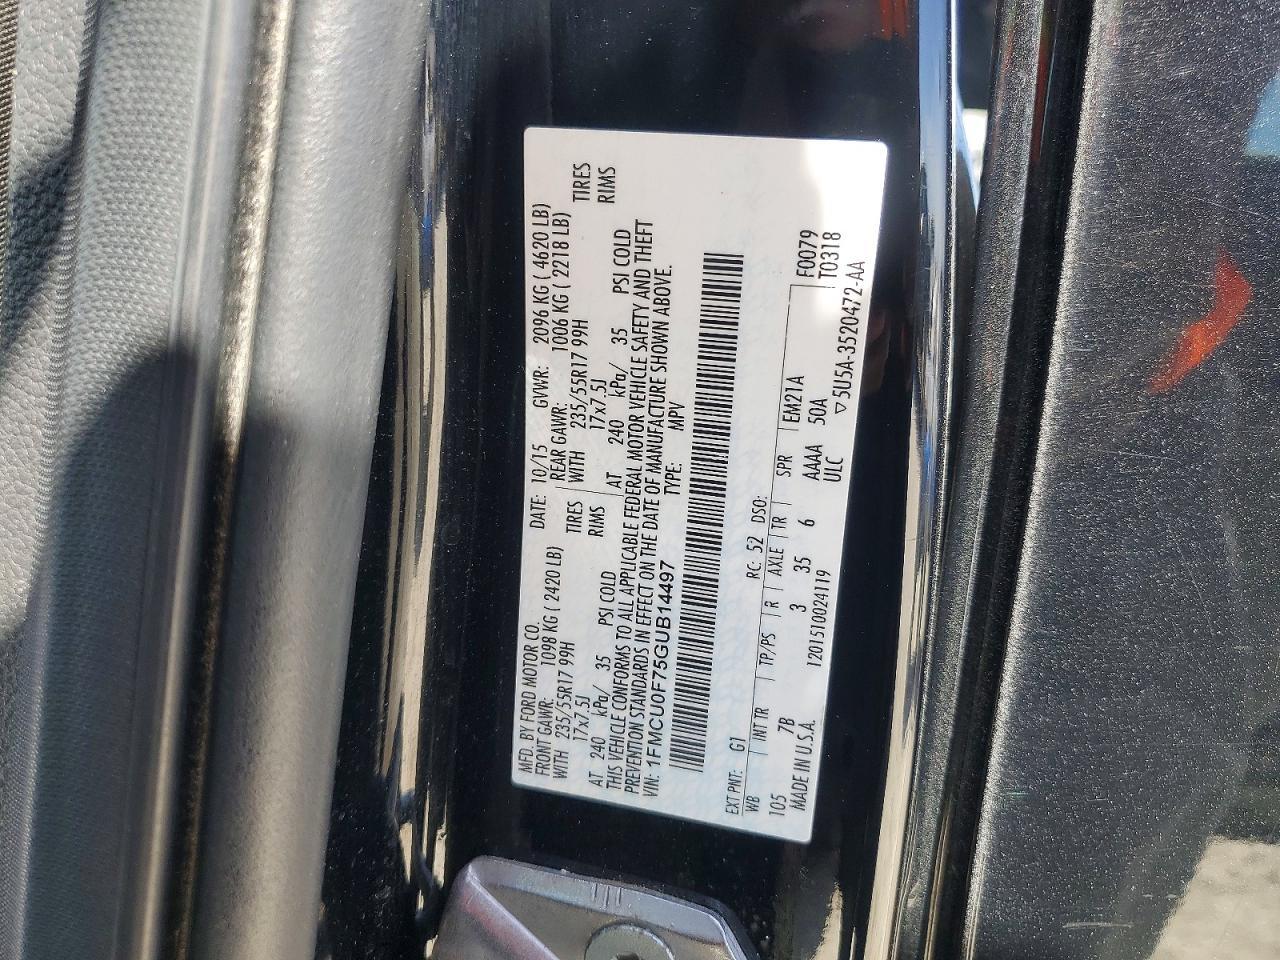 MFD. BY FORD MOTOR CO.
DATE: 10/15 GVWR: 2096 KG ( 4620 LB)
FRONT GAWR: 1098 KG ( 2420 LB) REAR GAWR: 1006 KG ( 2218 LB)
WITH 235/55R17 99H TIRES WITH 235/55R17 99H TIRES
17x7.5J RIMS 17x7.5J RIMS
AT 240 kPa/ 35 PSI COLD AT 240 kPa/ 35 PSI COLD
THIS VEHICLE CONFORMS TO ALL APPLICABLE FEDERAL MOTOR VEHICLE SAFETY AND THEFT
PREVENTION STANDARDS IN EFFECT ON THE DATE OF MANUFACTURE SHOWN ABOVE.
VIN: 1FMCU0F75GUB14497 TYPE: MPV
EXT PNT: G1 RC: 52 DSO: F0079
WB INT TR TP/PS R AXLE TR SPR EM21A T0318
105 7B 3 35 6 AAAA 50A
MADE IN U.S.A. 1201510024119 ULC ▽5U5A-3520472-AA